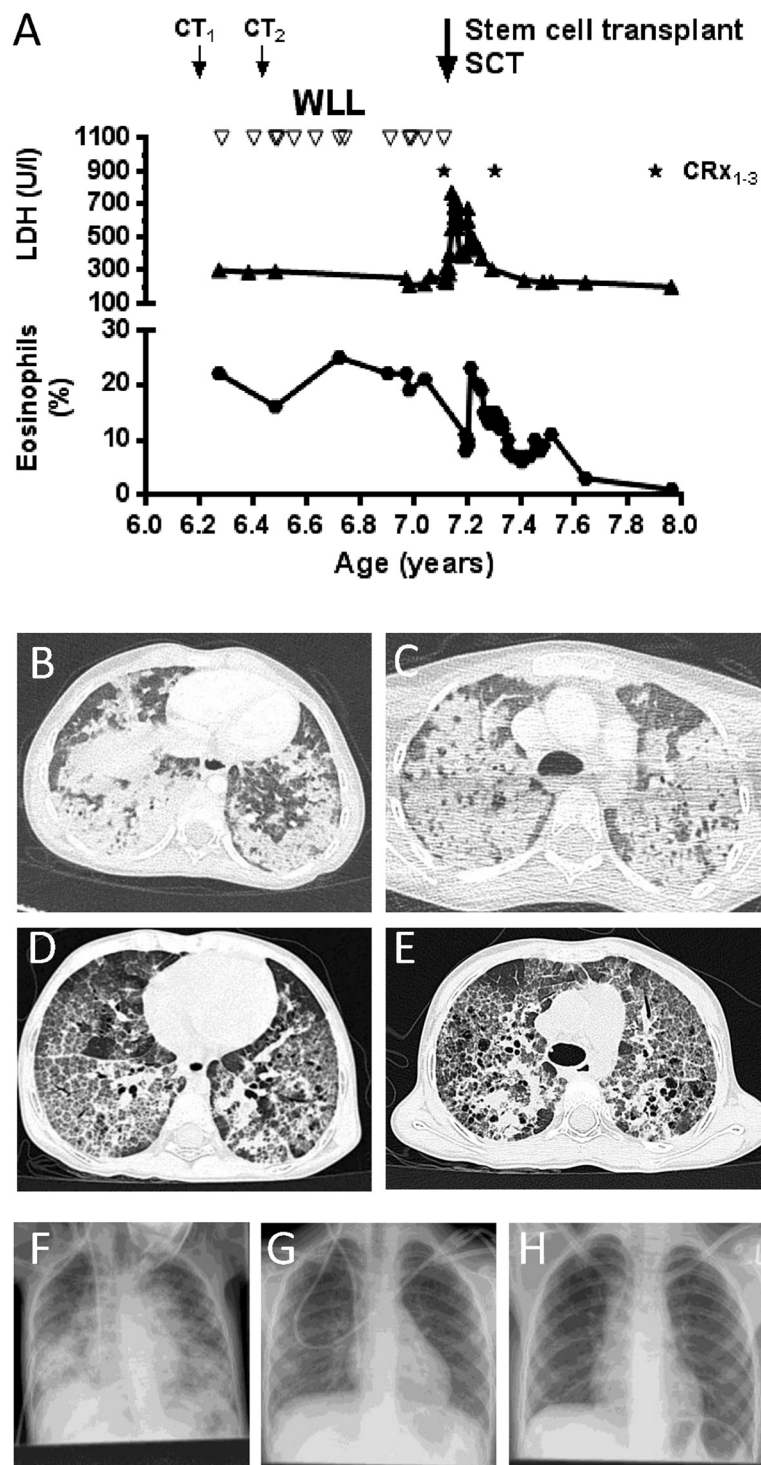 A
CT1 CT2 Stem cell transplant
SCT
WLL
LDH (U/l)
1100
900
700
500
300
100
CRx1-3
Eosinophils
(%)
30
20
10
0
6.0 6.2 6.4 6.6 6.8 7.0 7.2 7.4 7.6 7.8 8.0
Age (years)
B C
D E
F G H